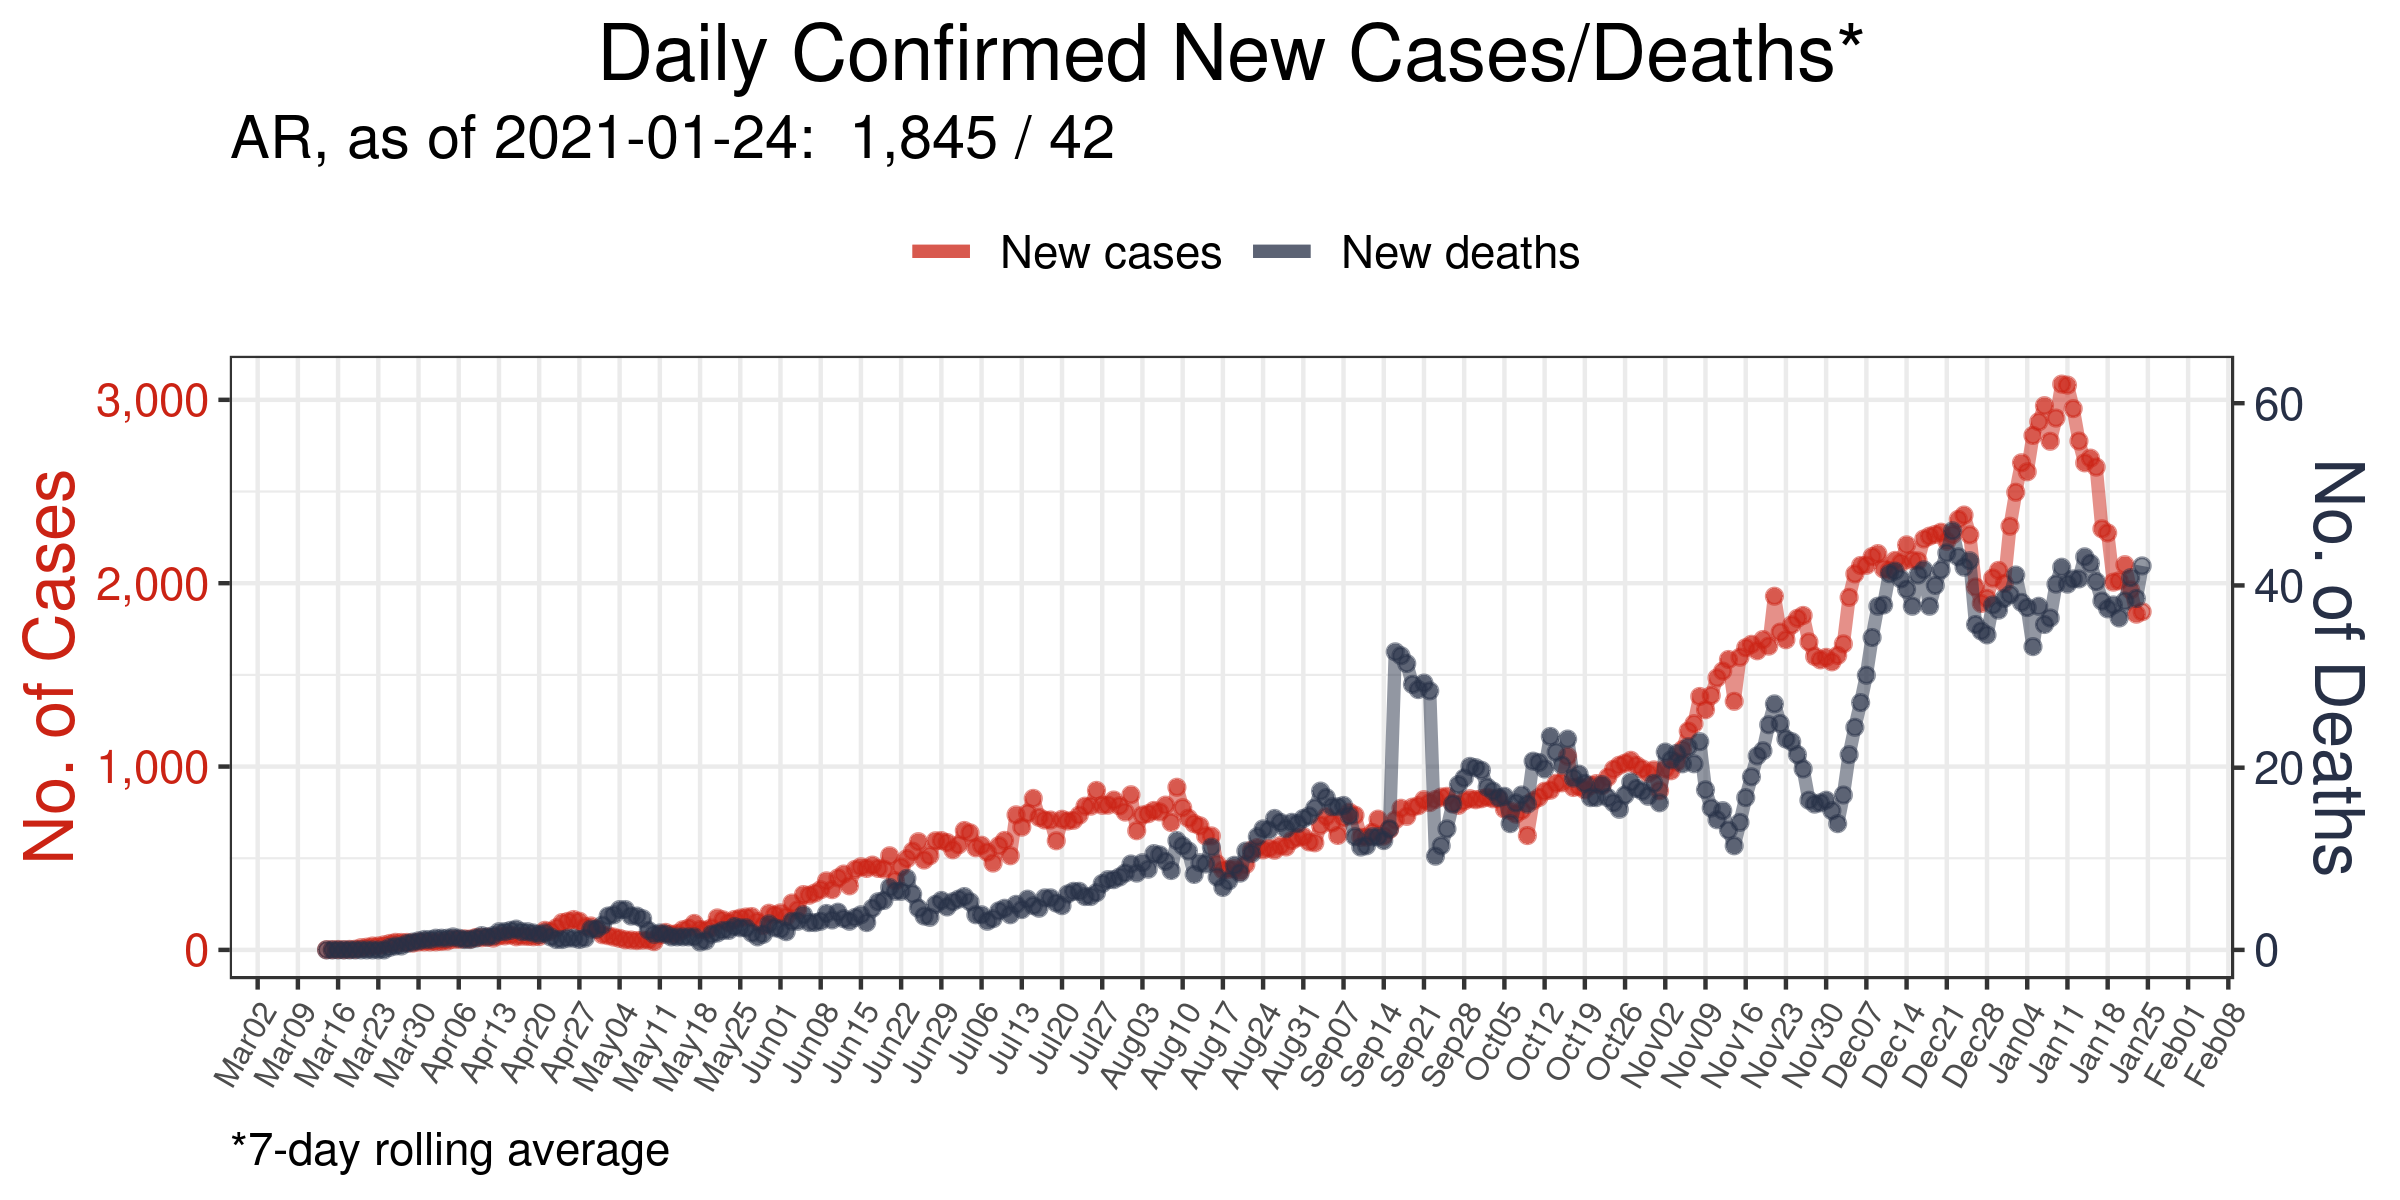 Daily Confirmed New Cases/Deaths*
AR, as of 2021-01-24:  1,845 / 42
New cases
New deaths
No. of Cases
3,000
2,000
1,000
0
60
40
20
0
No. of Deaths
Mar02
Mar09
Mar16
Mar23
Mar30
Apr06
Apr13
Apr20
Apr27
May04
May11
May18
May25
Jun01
Jun08
Jun15
Jun22
Jun29
Jul06
Jul13
Jul20
Jul27
Aug03
Aug10
Aug17
Aug24
Aug31
Sep07
Sep14
Sep21
Sep28
Oct05
Oct12
Oct19
Oct26
Nov02
Nov09
Nov16
Nov23
Nov30
Dec07
Dec14
Dec21
Dec28
Jan04
Jan11
Jan18
Jan25
Feb01
Feb08
*7-day rolling average